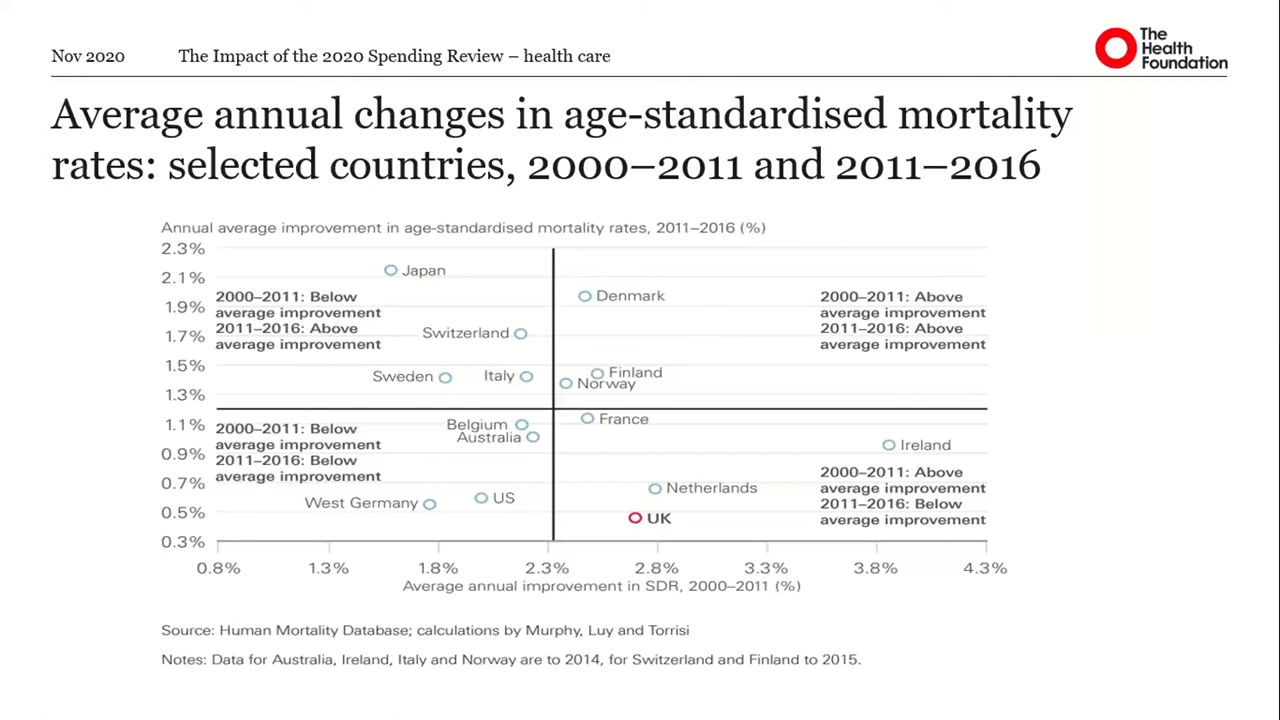 Nov 2020
The Impact of the 2020 Spending Review – health care
The
Health
Foundation
Average annual changes in age-standardised mortality
rates: selected countries, 2000–2011 and 2011–2016
Annual average improvement in age-standardised mortality rates, 2011–2016 (%)
2.3%
2.1%
1.9%
1.7%
1.5%
1.3%
1.1%
0.9%
0.7%
0.5%
0.3%
2000–2011: Below
average improvement
2011–2016: Above
average improvement
Japan
Switzerland
Sweden
Italy
Denmark
Finland
Norway
2000–2011: Above
average improvement
2011–2016: Above
average improvement
2000–2011: Below
average improvement
2011–2016: Below
average improvement
Belgium
Australia
West Germany
US
France
Ireland
Netherlands
UK
2000–2011: Above
average improvement
2011–2016: Below
average improvement
0.8%
1.3%
1.8%
2.3%
2.8%
3.3%
3.8%
4.3%
Average annual improvement in SDR, 2000–2011 (%)
Source: Human Mortality Database; calculations by Murphy, Luy and Torrisi
Notes: Data for Australia, Ireland, Italy and Norway are to 2014, for Switzerland and Finland to 2015.